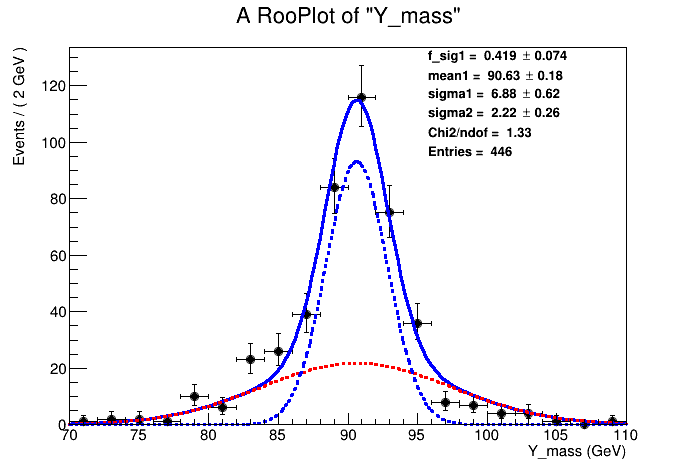 A RooPlot of "Y_mass"
Events / ( 2 GeV )
f_sig1 = 0.419 ± 0.074
mean1 = 90.63 ± 0.18
sigma1 = 6.88 ± 0.62
sigma2 = 2.22 ± 0.26
Chi2/ndof = 1.33
Entries = 446
120
100
80
60
40
20
0
70 75 80 85 90 95 100 105 110
Y_mass (GeV)